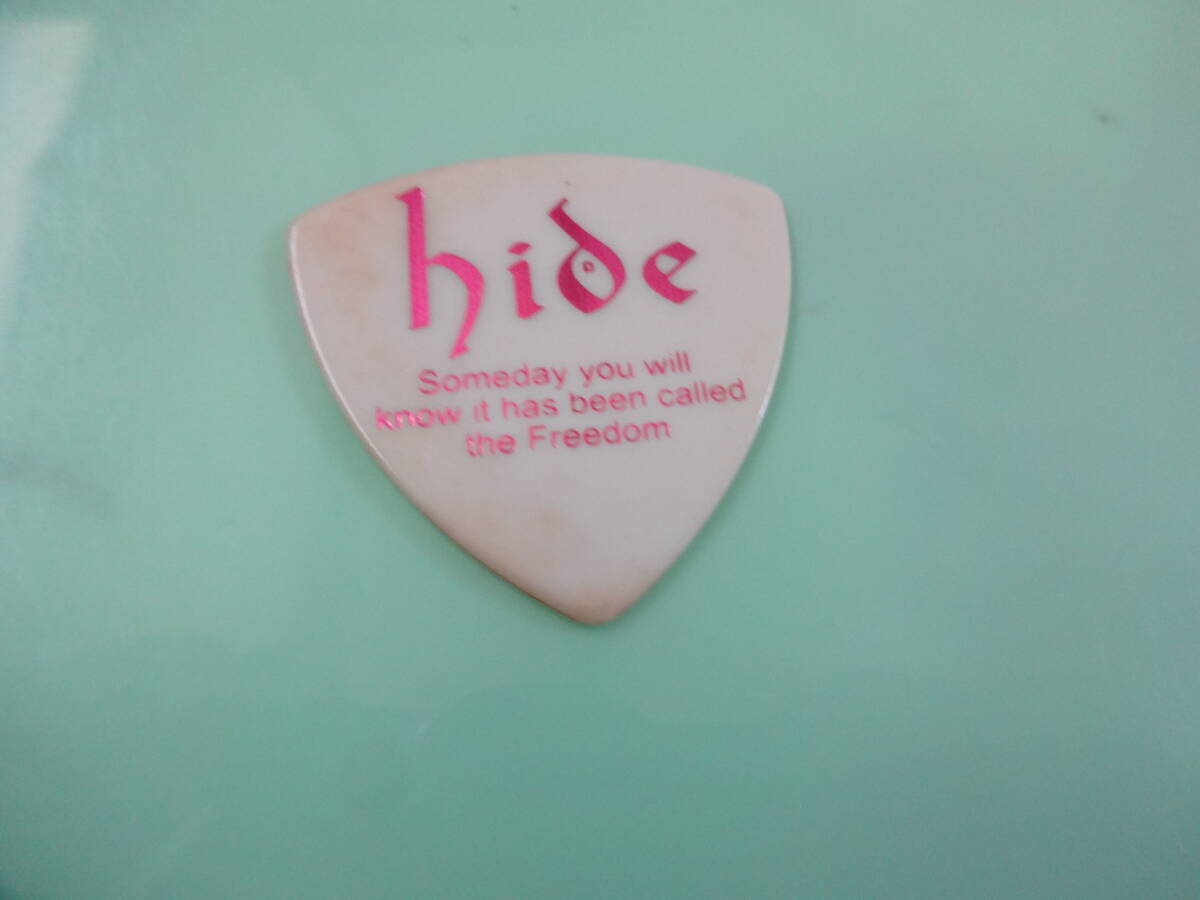 hide
Someday you will
know it has been called
the Freedom